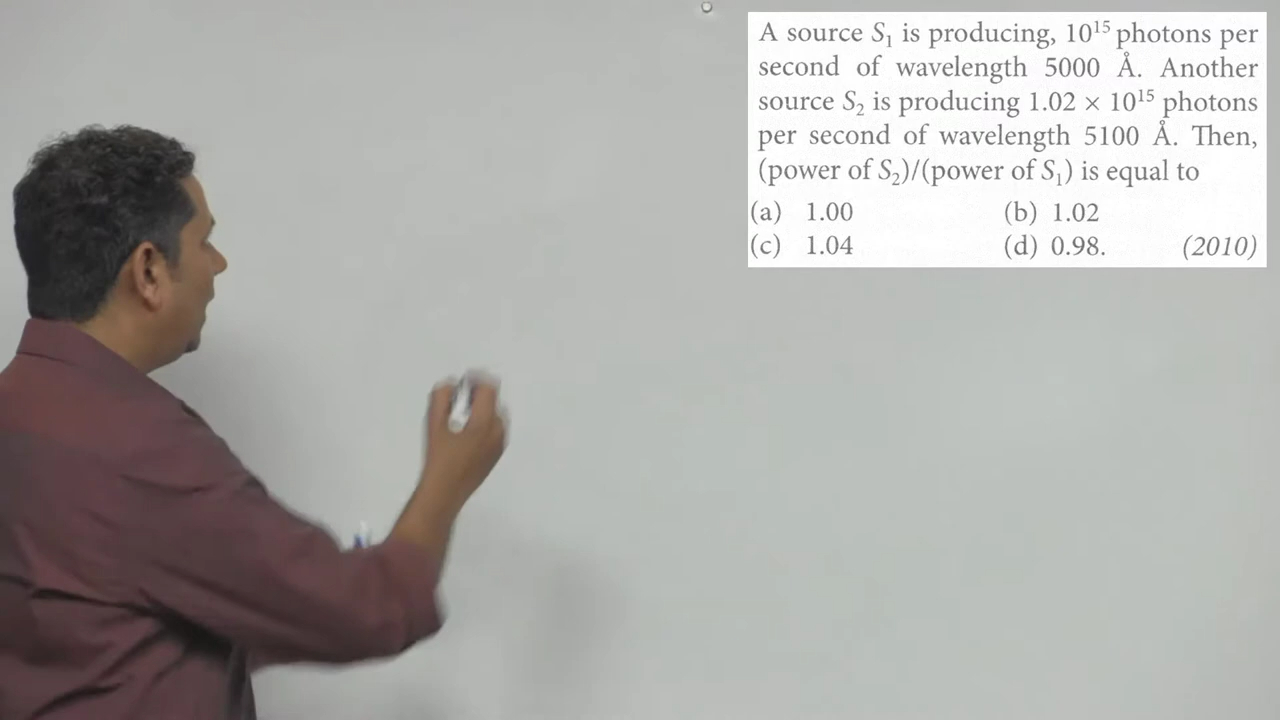 A source S₁ is producing, 10¹⁵ photons per
second of wavelength 5000 Å. Another
source S₂ is producing 1.02 × 10¹⁵ photons
per second of wavelength 5100 Å. Then,
(power of S₂)/(power of S₁) is equal to
(a) 1.00 (b) 1.02
(c) 1.04 (d) 0.98. (2010)